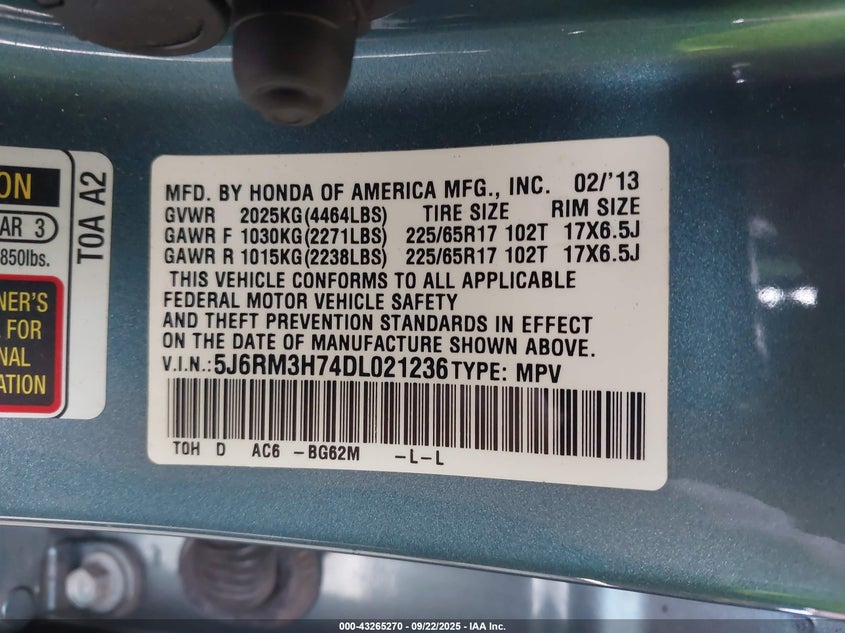 MFD. BY HONDA OF AMERICA MFG., INC. 02/'13
GVWR 2025KG(4464LBS) TIRE SIZE RIM SIZE
GAWR F 1030KG(2271LBS) 225/65R17 102T 17X6.5J
GAWR R 1015KG(2238LBS) 225/65R17 102T 17X6.5J
THIS VEHICLE CONFORMS TO ALL APPLICABLE
FEDERAL MOTOR VEHICLE SAFETY
AND THEFT PREVENTION STANDARDS IN EFFECT
ON THE DATE OF MANUFACTURE SHOWN ABOVE.
V.I.N.:5J6RM3H74DL021236 TYPE: MPV
TOH D AC6 -BG62M -L-L
ON
AR 3
850lbs.
NER'S
FOR
NAL
ATION
TOA A2
000-43265270 - 09/22/2025 - IAA Inc.